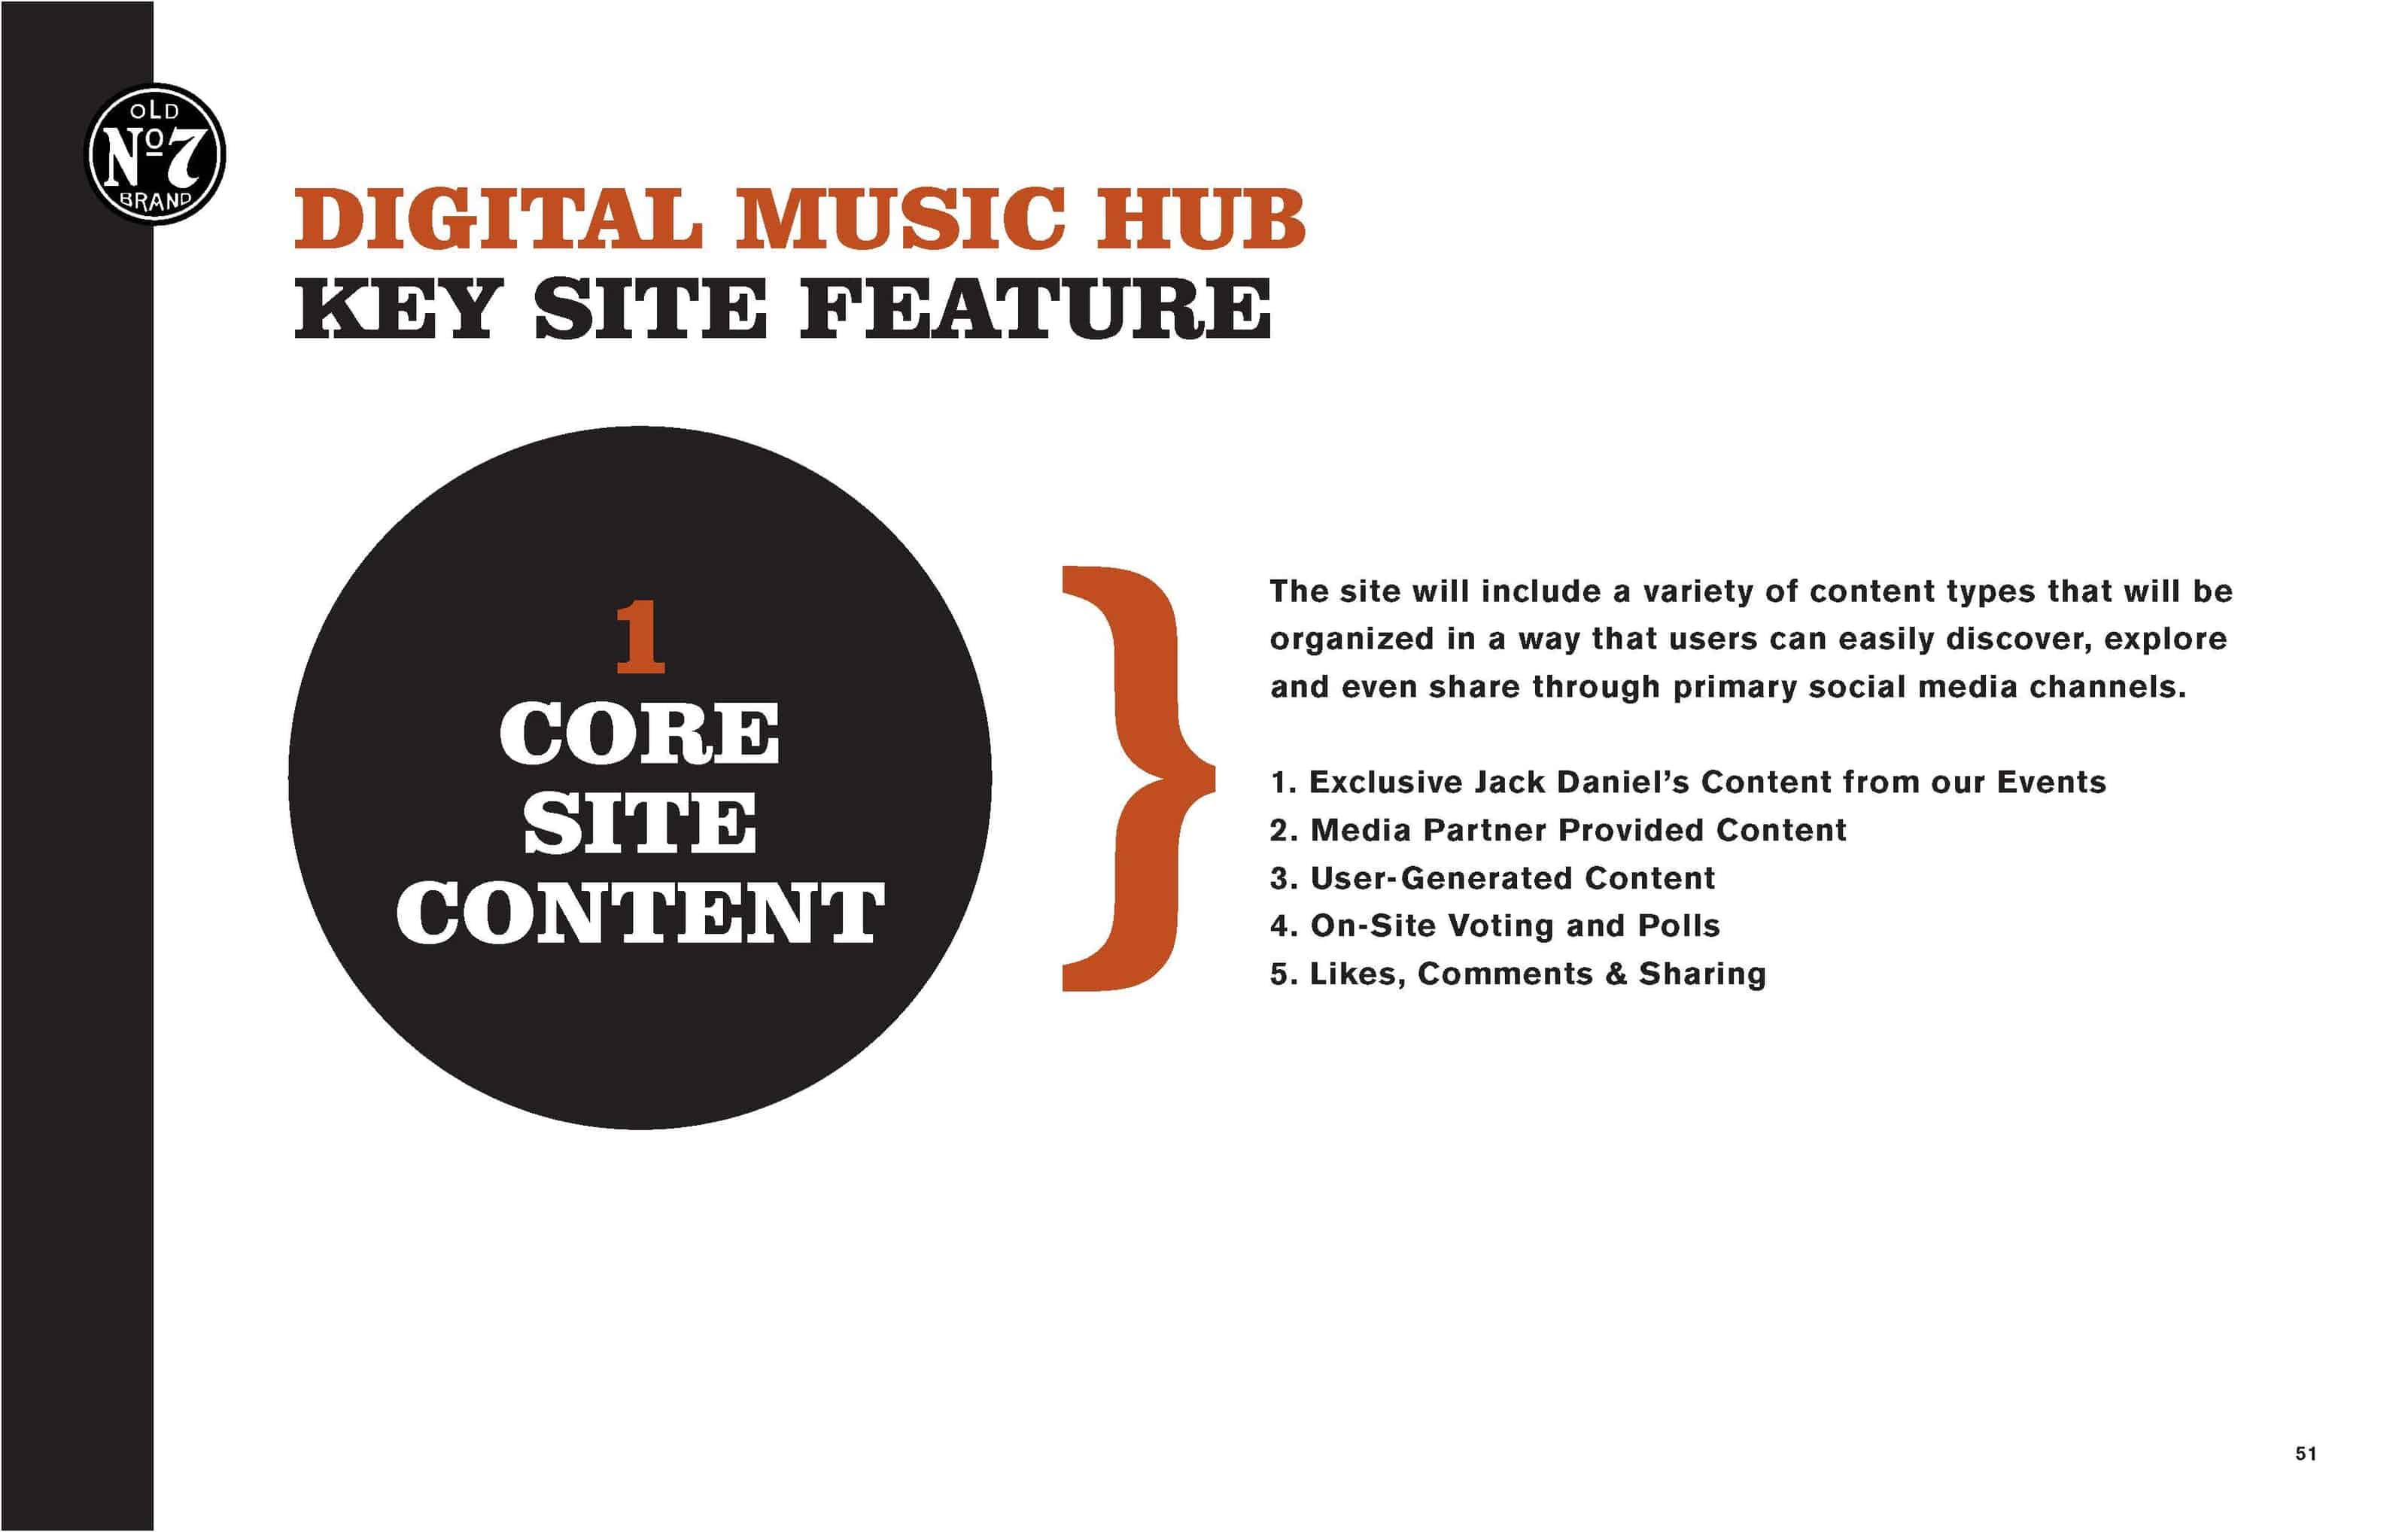 OLD
Nº7
BRAND
DIGITAL MUSIC HUB
KEY SITE FEATURE
1
CORE
SITE
CONTENT
}
The site will include a variety of content types that will be
organized in a way that users can easily discover, explore
and even share through primary social media channels.
1. Exclusive Jack Daniel’s Content from our Events
2. Media Partner Provided Content
3. User-Generated Content
4. On-Site Voting and Polls
5. Likes, Comments & Sharing
51